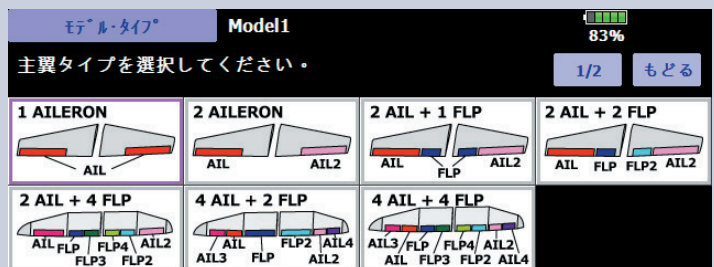 モデル・タイプ Model1 83%
主翼タイプを選択してください。 1/2 もどる
1 AILERON
AIL
2 AILERON
AIL AIL2
2 AIL + 1 FLP
AIL FLP AIL2
2 AIL + 2 FLP
AIL FLP FLP2 AIL2
2 AIL + 4 FLP
AIL FLP FLP3 FLP4 FLP2 AIL2
4 AIL + 2 FLP
AIL3 AIL FLP FLP2 AIL2 AIL4
4 AIL + 4 FLP
AIL3 AIL FLP FLP3 FLP4 FLP2 AIL2 AIL4